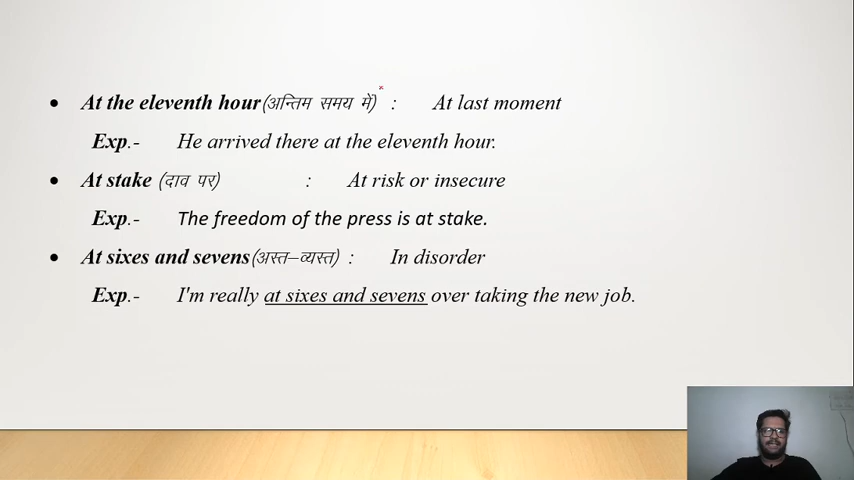 • At the eleventh hour(अन्तिम समय में) : At last moment
Exp.- He arrived there at the eleventh hour.
• At stake (दाव पर) : At risk or insecure
Exp.- The freedom of the press is at stake.
• At sixes and sevens(अस्त–व्यस्त) : In disorder
Exp.- I'm really at sixes and sevens over taking the new job.